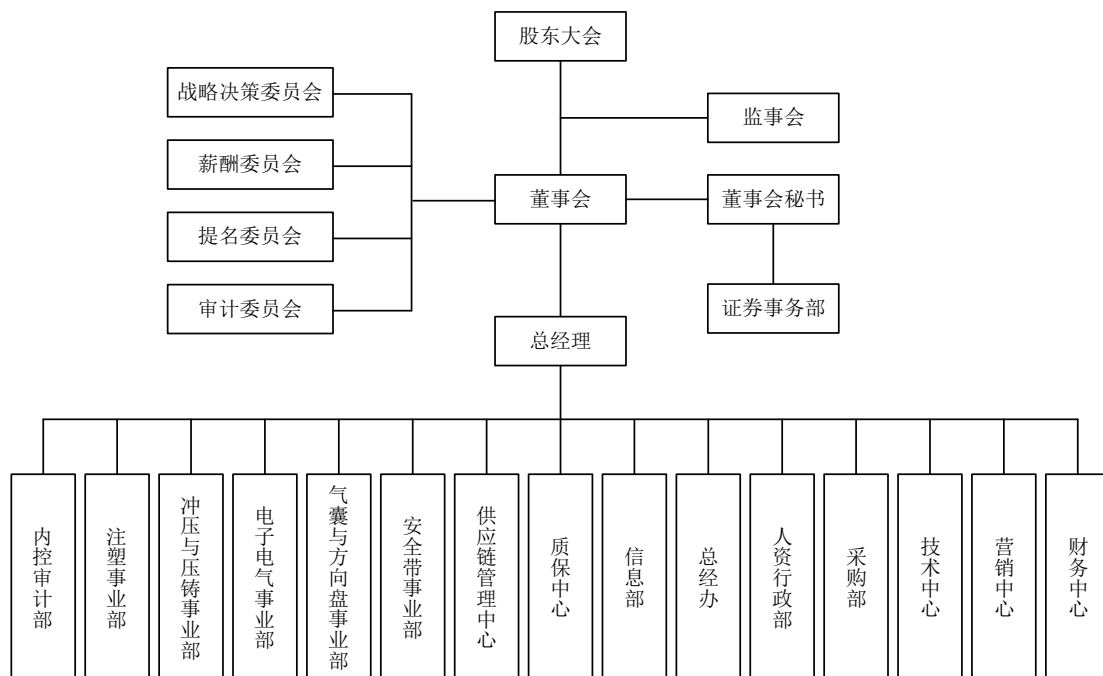 股东大会
战略决策委员会
监事会
薪酬委员会
董事会
董事会秘书
提名委员会
审计委员会
证券事务部
总经理
内控审计部
注塑事业部
冲压与压铸事业部
电子电气事业部
气囊与方向盘事业部
安全带事业部
供应链管理中心
质保中心
信息部
总经办
人资行政部
采购部
技术中心
营销中心
财务中心